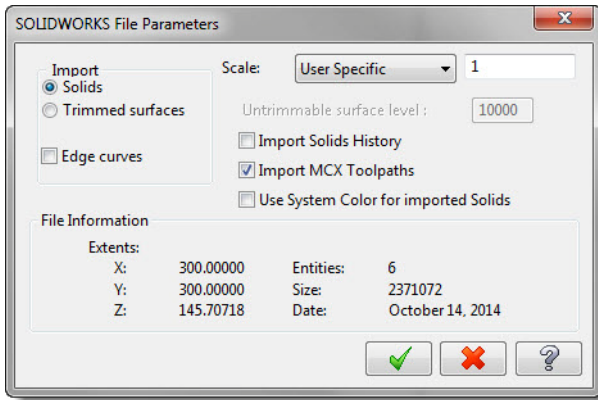 SOLIDWORKS File Parameters
Import
Solids
Trimmed surfaces
Edge curves
Scale: User Specific 1
Untrimmable surface level : 10000
Import Solids History
Import MCX Toolpaths
Use System Color for imported Solids
File Information
Extents:
X: 300.00000 Entities: 6
Y: 300.00000 Size: 2371072
Z: 145.70718 Date: October 14, 2014